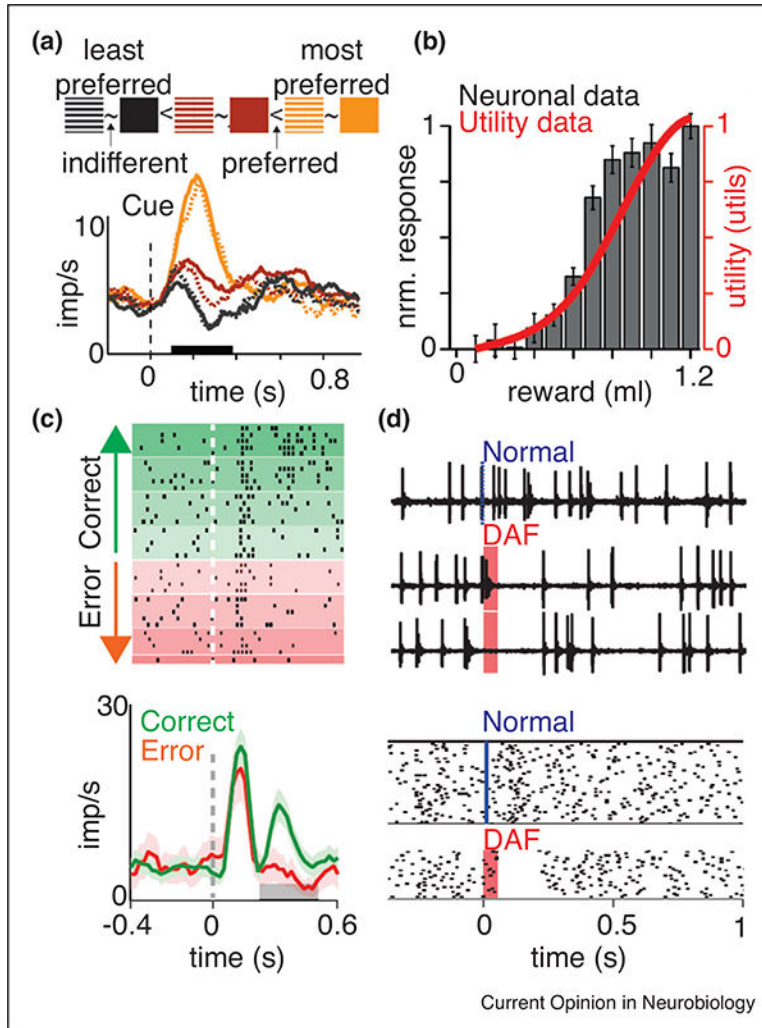 (a)
least
most
preferred
preferred
~ < ~ < ~
indifferent
preferred
Cue
10
imp/s
0
0
0.8
time (s)
(b)
Neuronal data
Utility data
1
1
nrm. response
utility (utils)
0
0
0
1.2
reward (ml)
(c)
Correct
Error
30
Correct
Error
imp/s
0
-0.4
0
0.6
time (s)
(d)
Normal
DAF
Normal
DAF
0
0.5
1
time (s)
Current Opinion in Neurobiology